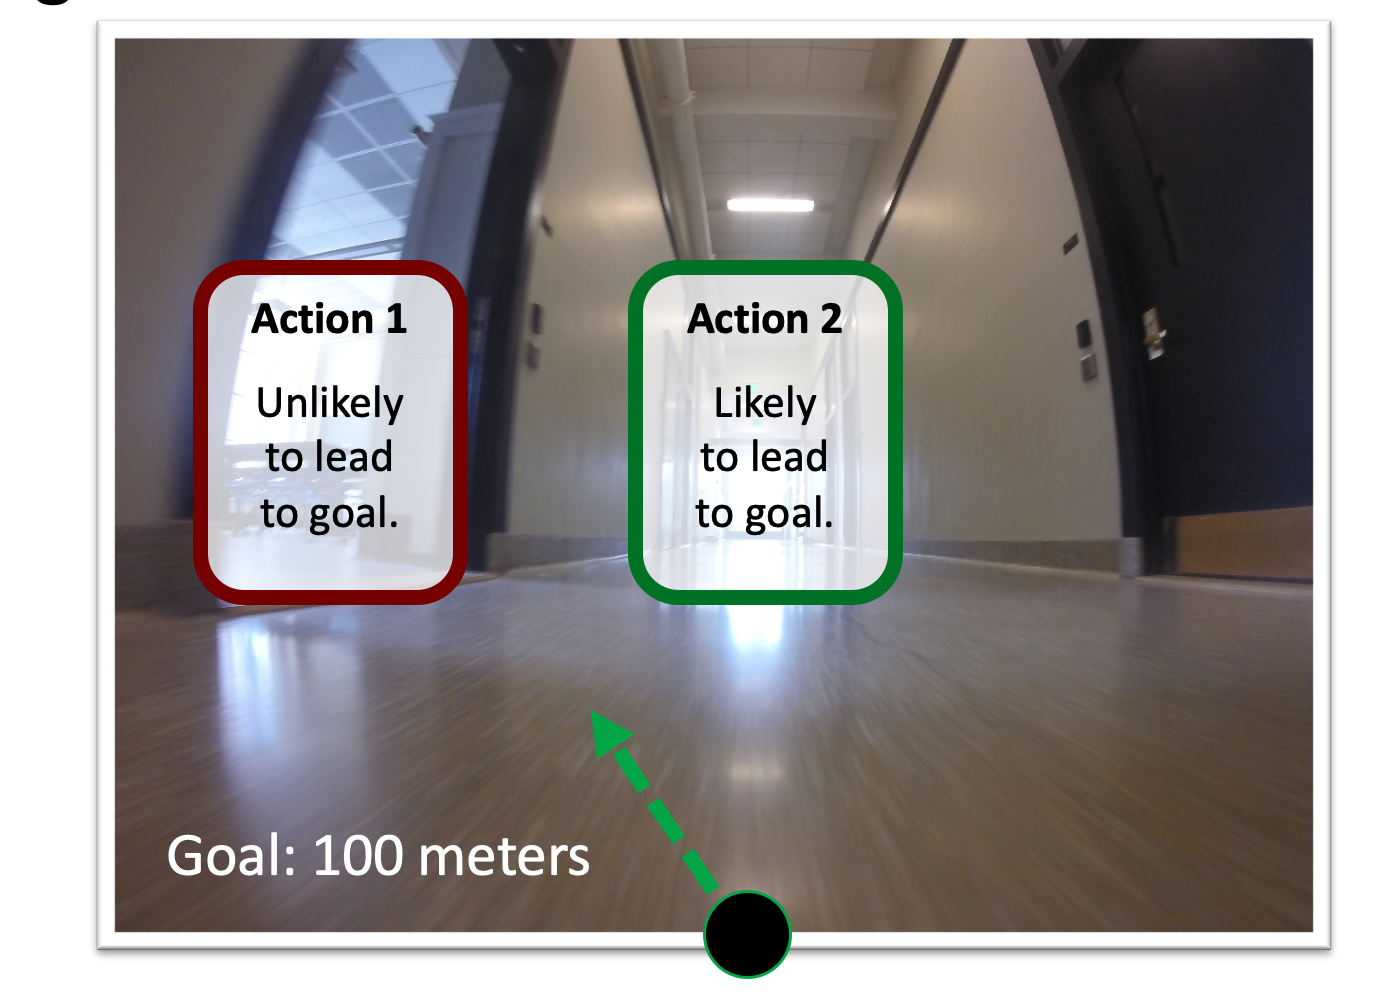 Action 1
Unlikely
to lead
to goal.
Action 2
Likely
to lead
to goal.
Goal: 100 meters